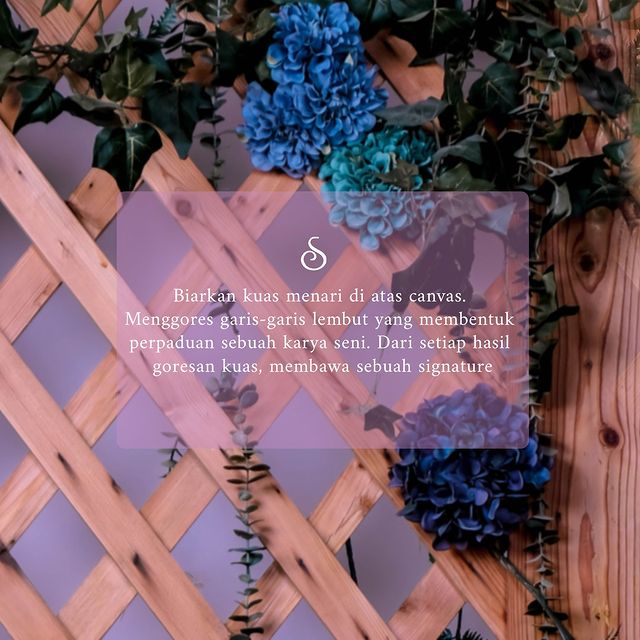 S
Biarkan kuas menari di atas canvas.
Menggores garis-garis lembut yang membentuk
perpaduan sebuah karya seni. Dari setiap hasil
goresan kuas, membawa sebuah signature